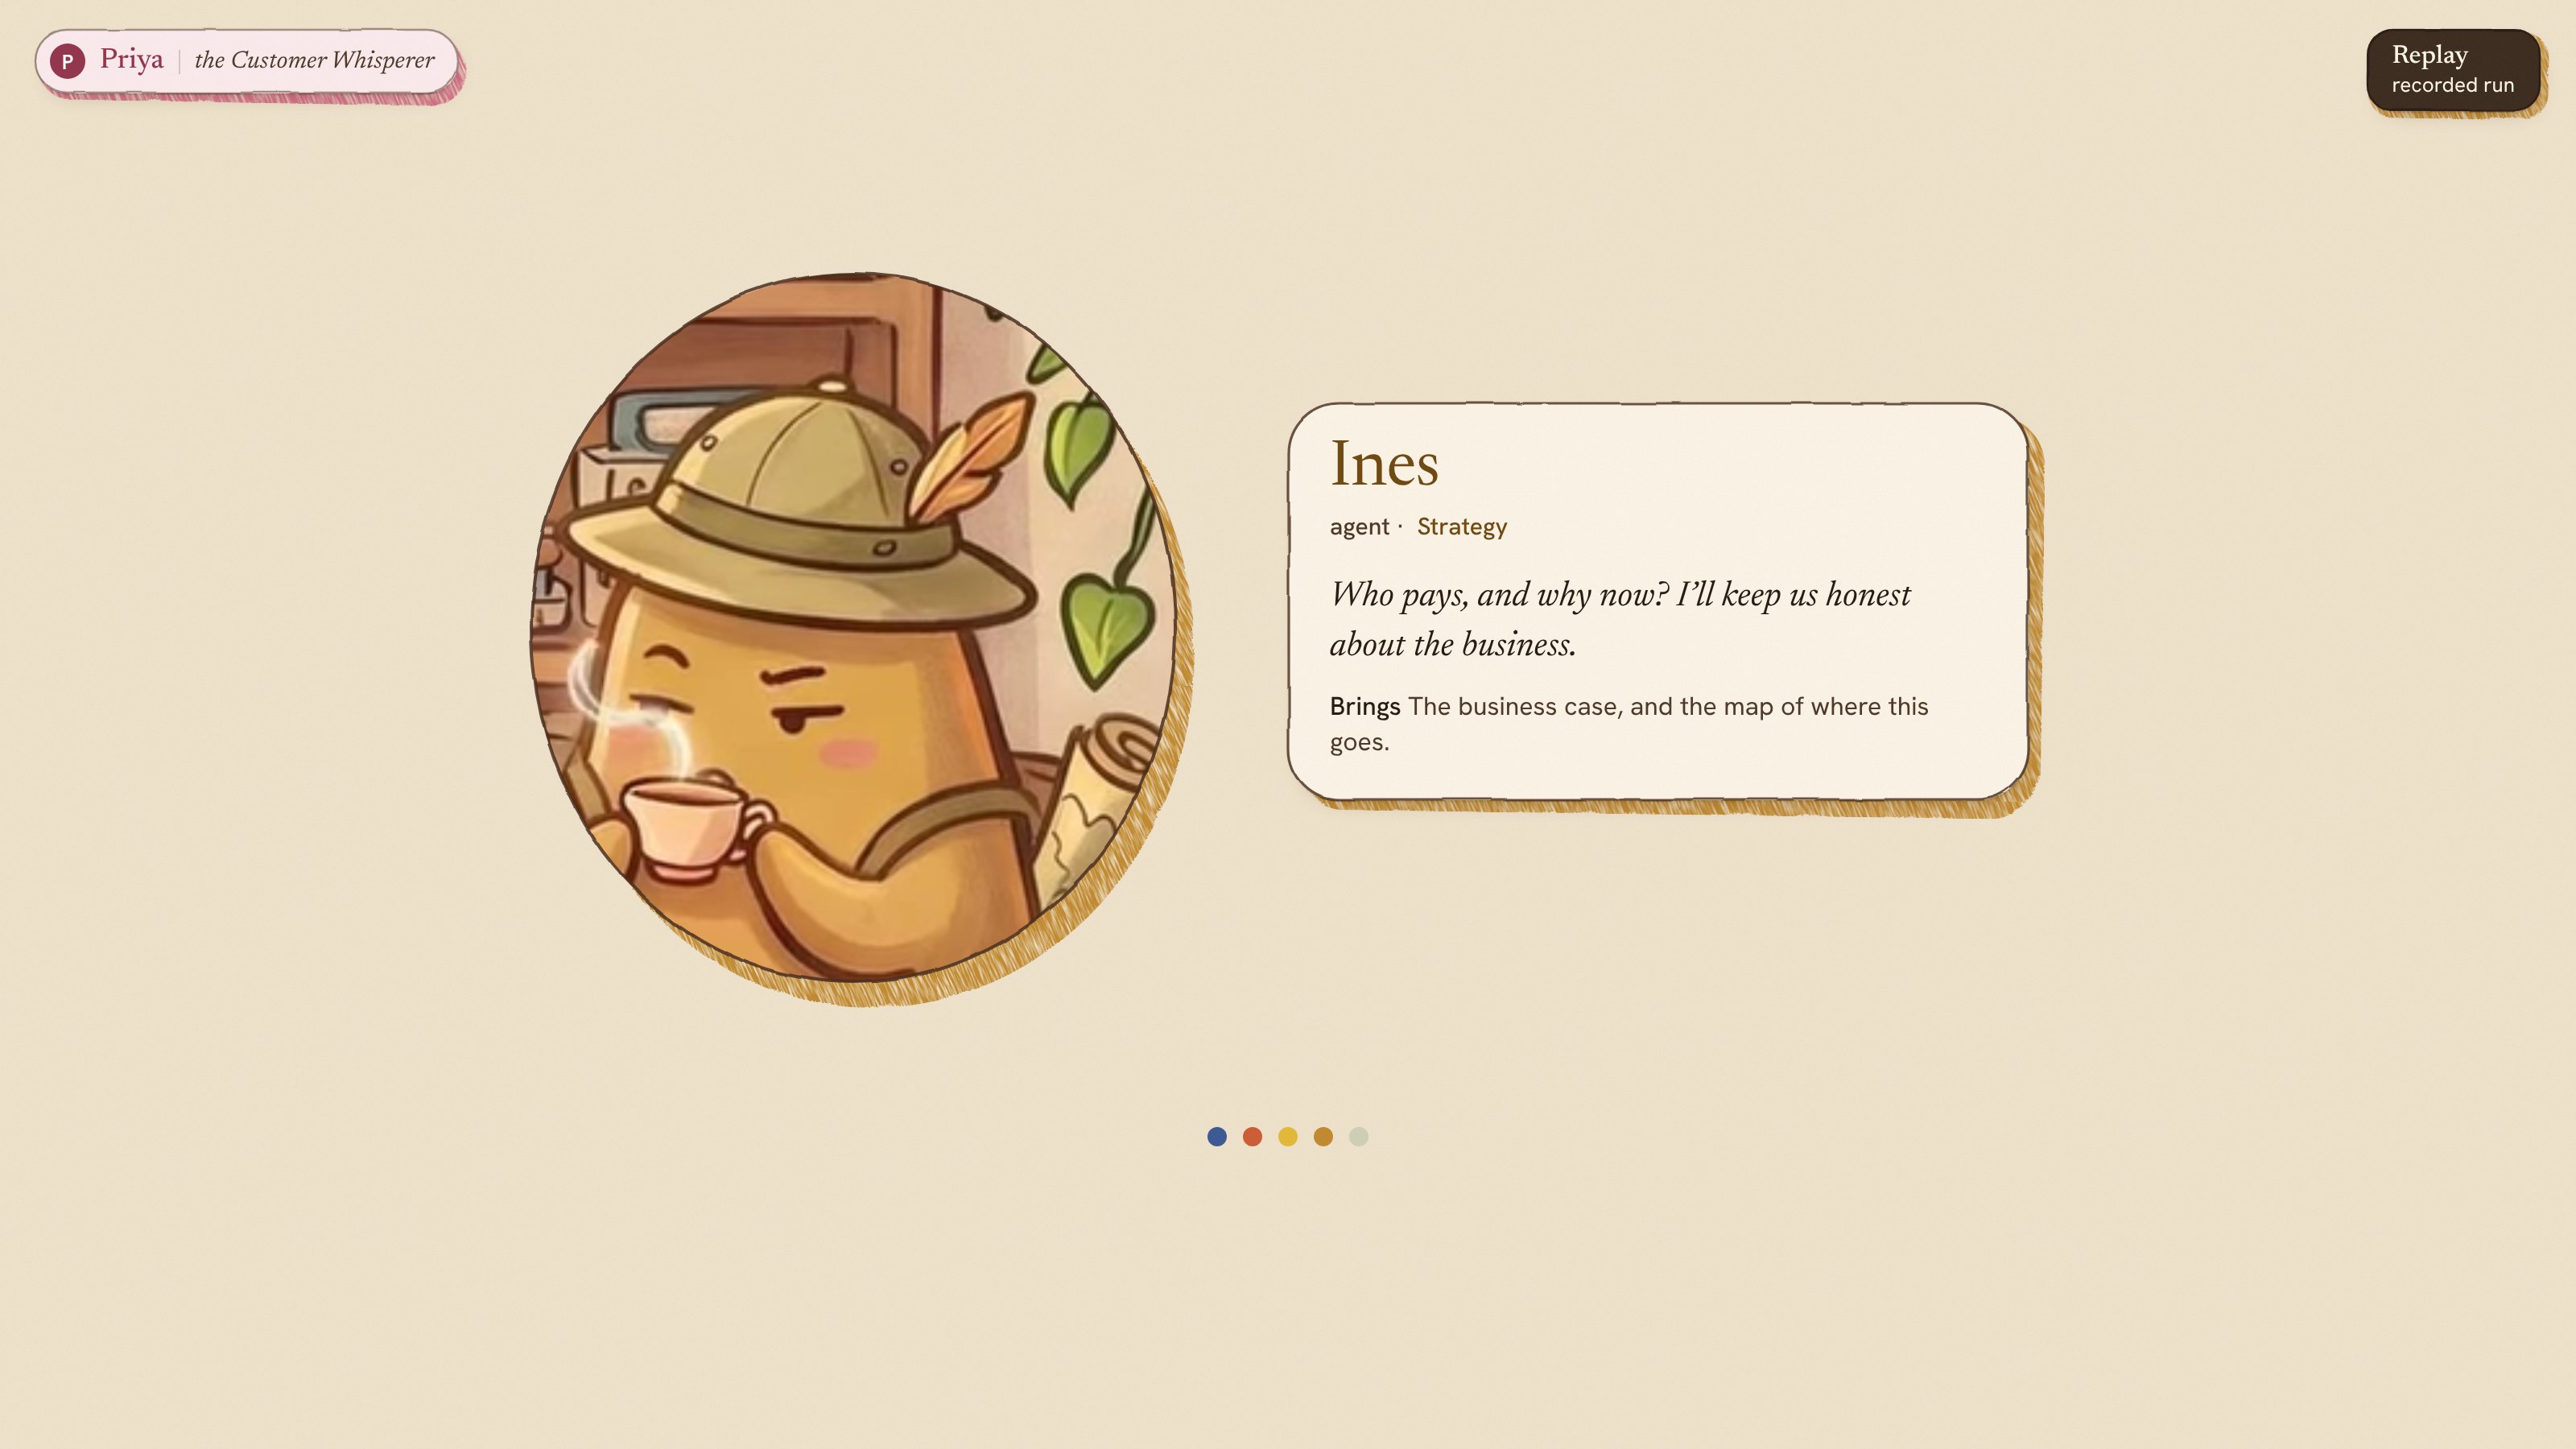 P Priya the Customer Whisperer
Replay
recorded run
Ines
agent · Strategy
Who pays, and why now? I’ll keep us honest
about the business.
Brings The business case, and the map of where this
goes.